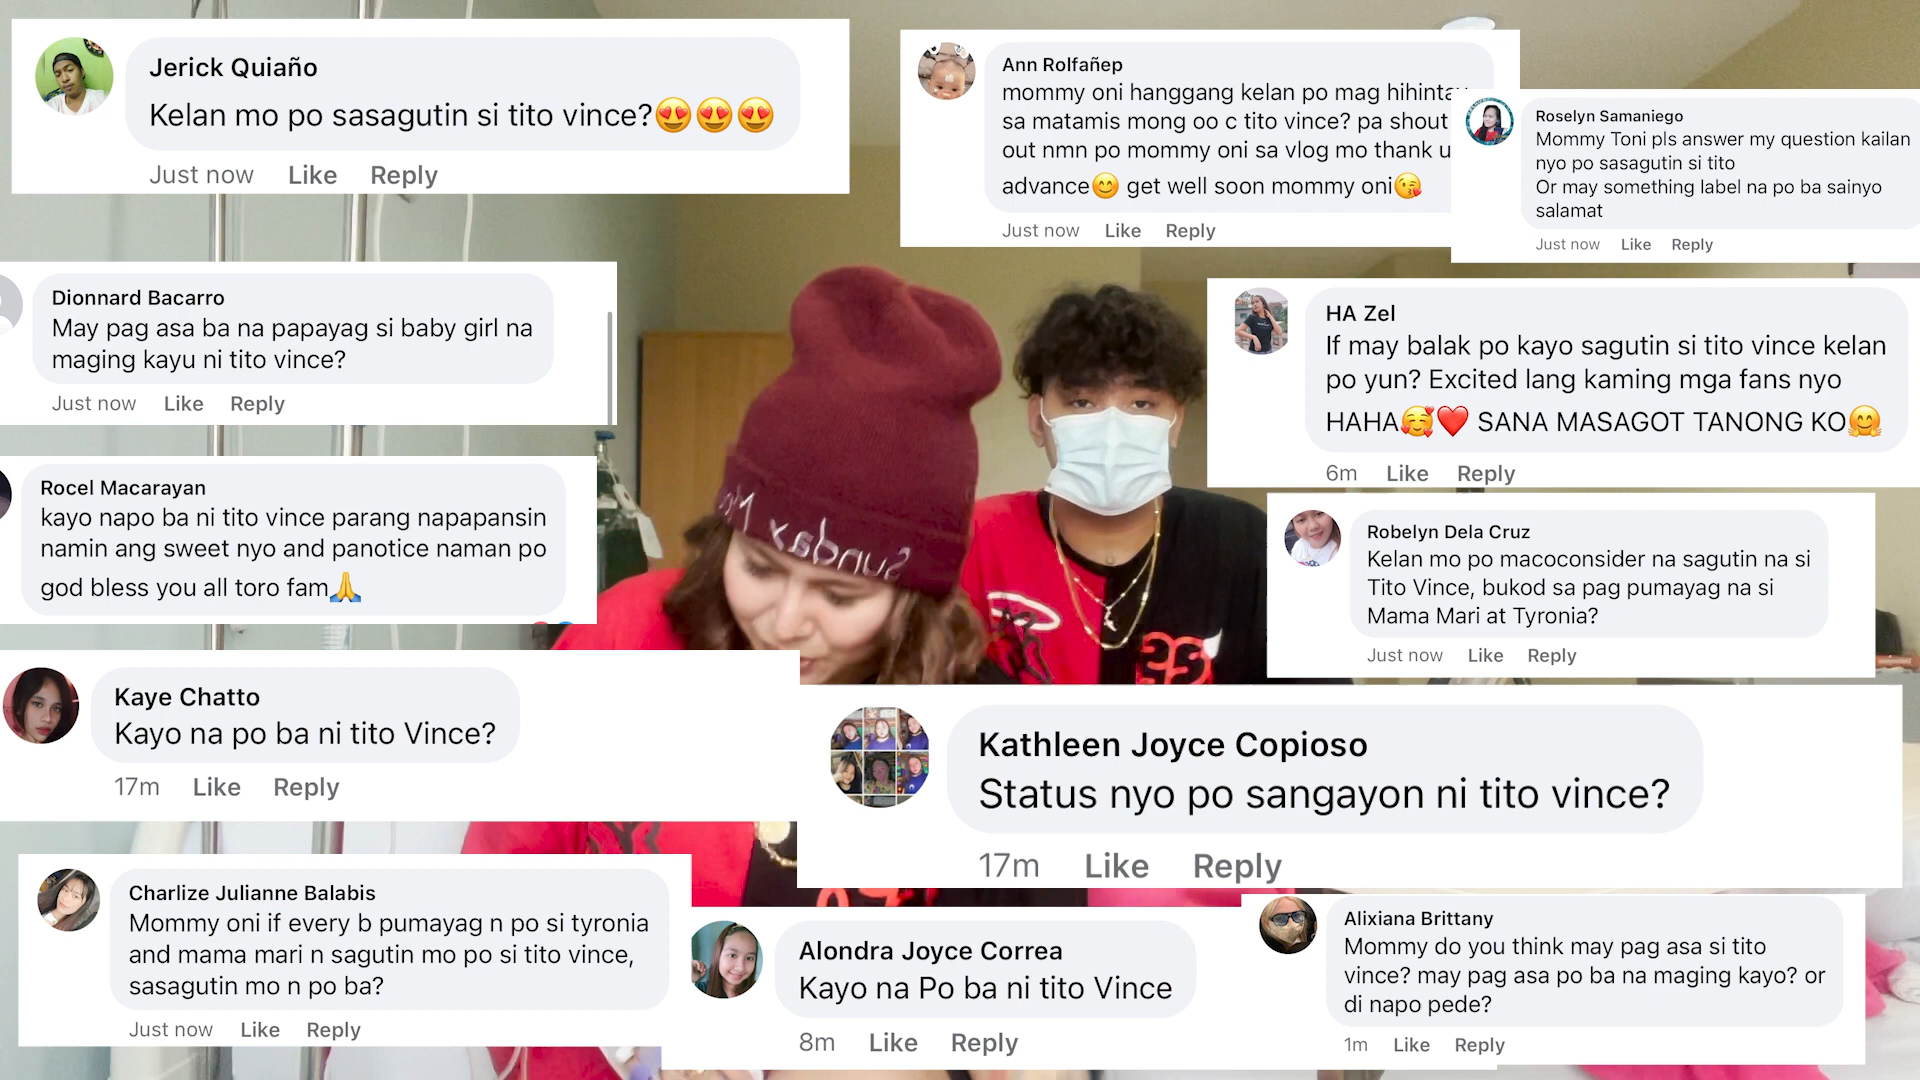 Jerick Quiaño
Kelan mo po sasagutin si tito vince?😍😍😍
Just now Like Reply
Ann Rolfañep
mommy oni hanggang kelan po mag hihintay
sa matamis mong oo c tito vince? pa shout
out nmn po mommy oni sa vlog mo thank u
advance😊 get well soon mommy oni😘
Just now Like Reply
Roselyn Samaniego
Mommy Toni pls answer my question kailan
nyo po sasagutin si tito
Or may something label na po ba sainyo
salamat
Just now Like Reply
Dionnard Bacarro
May pag asa ba na papayag si baby girl na
maging kayu ni tito vince?
Just now Like Reply
HA Zel
If may balak po kayo sagutin si tito vince kelan
po yun? Excited lang kaming mga fans nyo
HAHA🥰❤️ SANA MASAGOT TANONG KO🤗
6m Like Reply
Rocel Macarayan
kayo napo ba ni tito vince parang napapansin
namin ang sweet nyo and panotice naman po
god bless you all toro fam🙏
Robelyn Dela Cruz
Kelan mo po macoconsider na sagutin na si
Tito Vince, bukod sa pag pumayag na si
Mama Mari at Tyronia?
Just now Like Reply
Sunday
Kaye Chatto
Kayo na po ba ni tito Vince?
17m Like Reply
Kathleen Joyce Copioso
Status nyo po sangayon ni tito vince?
17m Like Reply
Charlize Julianne Balabis
Mommy oni if every b pumayag n po si tyronia
and mama mari n sagutin mo po si tito vince,
sasagutin mo n po ba?
Just now Like Reply
Alondra Joyce Correa
Kayo na Po ba ni tito Vince
8m Like Reply
Alixiana Brittany
Mommy do you think may pag asa si tito
vince? may pag asa po ba na maging kayo? or
di napo pede?
1m Like Reply